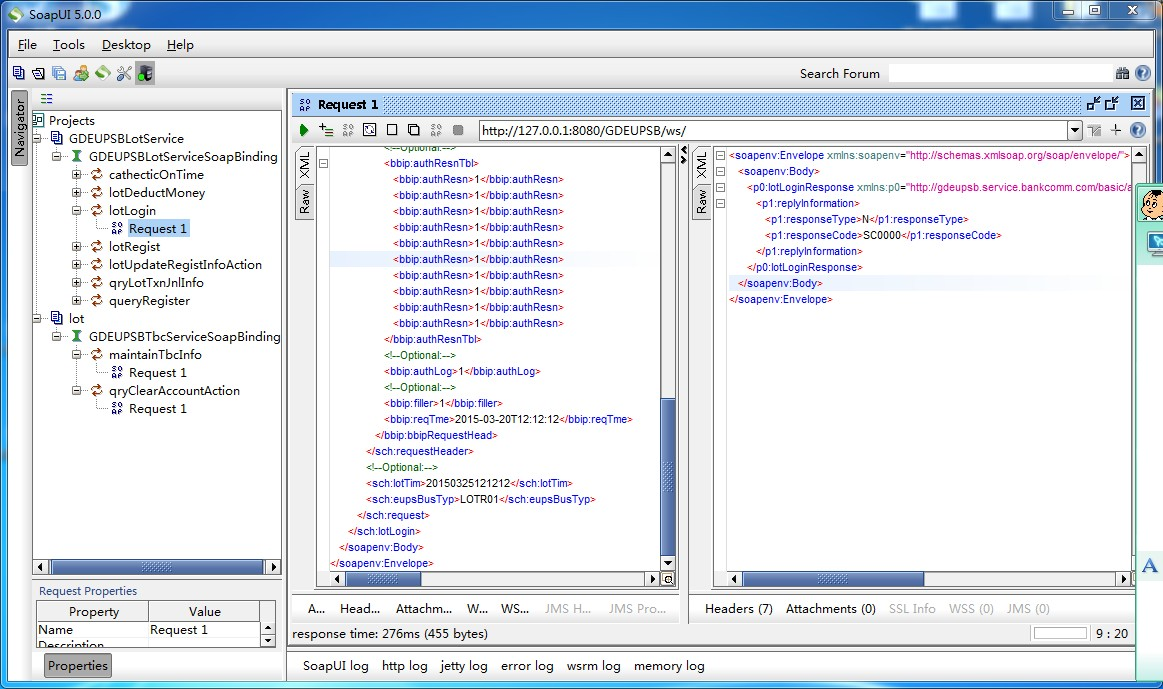 SoapUI 5.0.0
File Tools Desktop Help
Search Forum
Navigator
Projects
GDEUPSBLotService
GDEUPSBLotServiceSoapBinding
cathecticOnTime
lotDeductMoney
lotLogin
Request 1
lotRegist
lotUpdateRegistInfoAction
qryLotTxnJnlInfo
queryRegister
lot
GDEUPSBTbcServiceSoapBinding
maintainTbcInfo
Request 1
qryClearAccountAction
Request 1
Request Properties
Property Value
Name Request 1
Description
Properties
Request 1
http://127.0.0.1:8080/GDEUPSB/ws/
XML
Raw
<!--Optional:-->
<bbip:authResnTbl>
<bbip:authResn>1</bbip:authResn>
<bbip:authResn>1</bbip:authResn>
<bbip:authResn>1</bbip:authResn>
<bbip:authResn>1</bbip:authResn>
<bbip:authResn>1</bbip:authResn>
<bbip:authResn>1</bbip:authResn>
<bbip:authResn>1</bbip:authResn>
<bbip:authResn>1</bbip:authResn>
<bbip:authResn>1</bbip:authResn>
<bbip:authResn>1</bbip:authResn>
</bbip:authResnTbl>
<!--Optional:-->
<bbip:authLog>1</bbip:authLog>
<!--Optional:-->
<bbip:filler>1</bbip:filler>
<bbip:reqTme>2015-03-20T12:12:12</bbip:reqTme>
</bbip:bbipRequestHead>
</sch:requestHeader>
<!--Optional:-->
<sch:lotTim>20150325121212</sch:lotTim>
<sch:eupsBusTyp>LOTR01</sch:eupsBusTyp>
</sch:request>
</sch:lotLogin>
</soapenv:Body>
</soapenv:Envelope>
A... Head... Attachm... W... WS... JMS H... JMS Pro...
XML
Raw
<soapenv:Envelope xmlns:soapenv="http://schemas.xmlsoap.org/soap/envelope/">
<soapenv:Body>
<p0:lotLoginResponse xmlns:p0="http://gdeupsb.service.bankcomm.com/basic/a
<p1:replyInformation>
<p1:responseType>N</p1:responseType>
<p1:responseCode>SC0000</p1:responseCode>
</p1:replyInformation>
</p0:lotLoginResponse>
</soapenv:Body>
</soapenv:Envelope>
Headers (7) Attachments (0) SSL Info WSS (0) JMS (0)
response time: 276ms (455 bytes)
9 : 20
SoapUI log http log jetty log error log wsrm log memory log
A